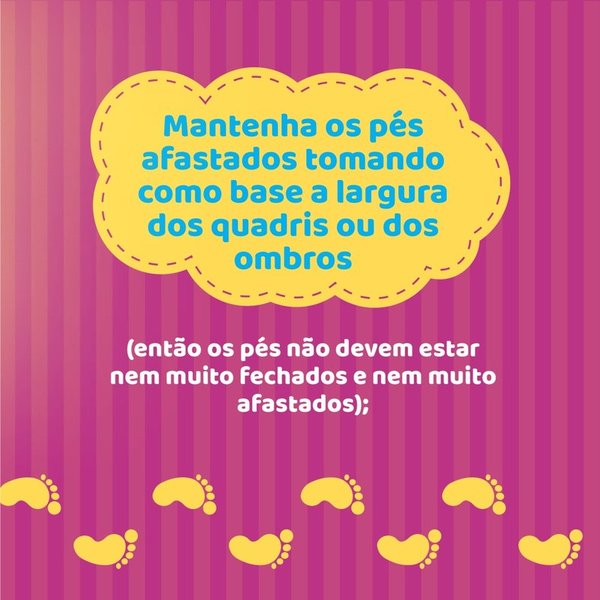 Mantenha os pés
afastados tomando
como base a largura
dos quadris ou dos
ombros
(então os pés não devem estar
nem muito fechados e nem muito
afastados);